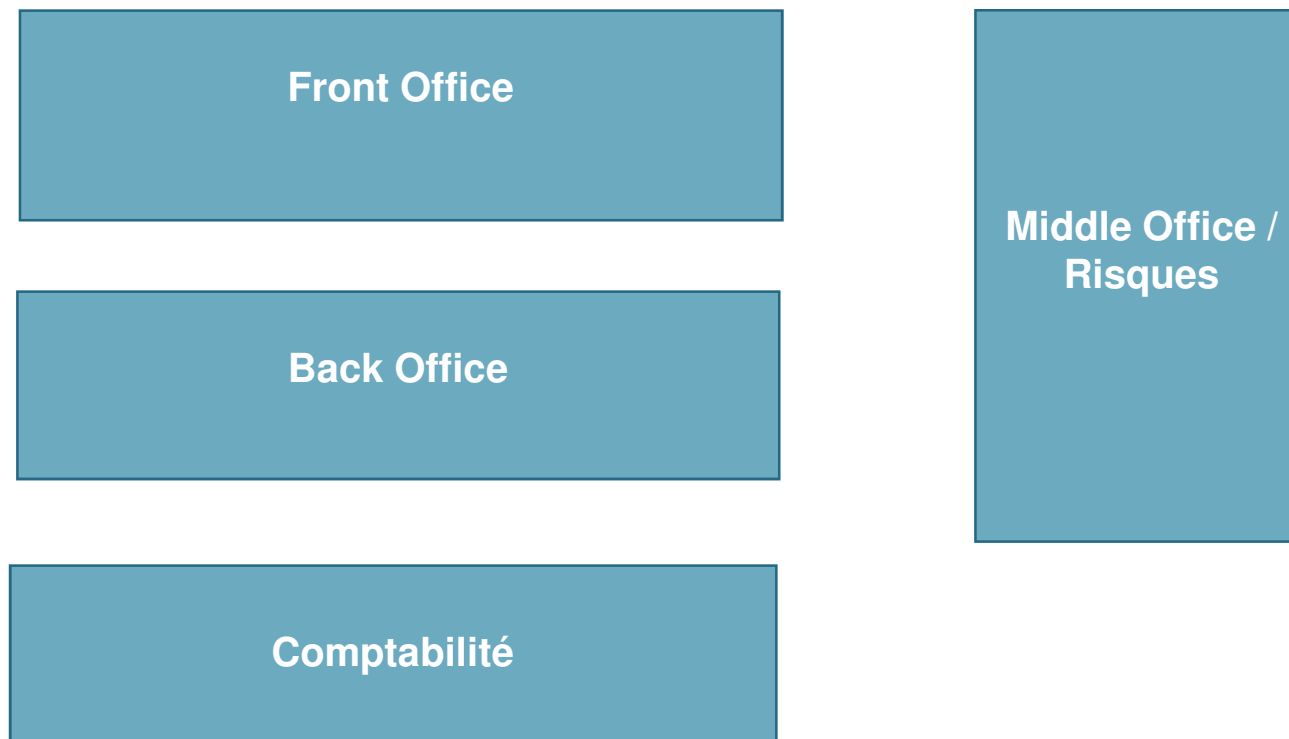 Front Office
Middle Office /
Risques
Back Office
Comptabilité